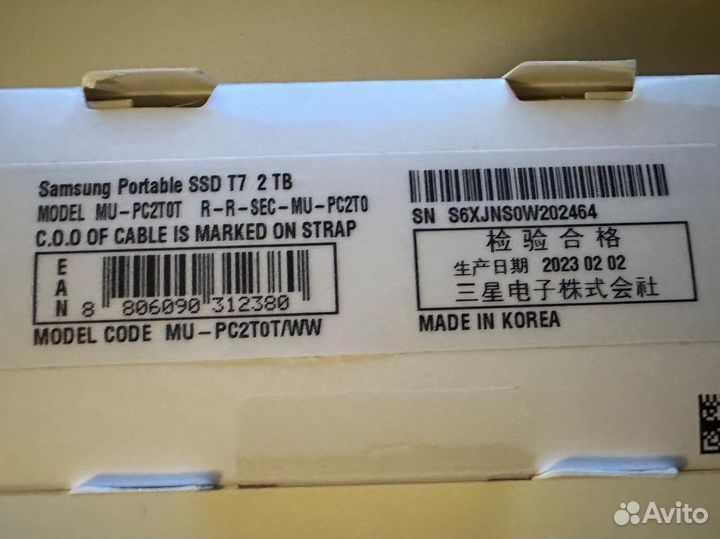 Samsung Portable SSD T7 2 TB
MODEL MU-PC2T0T R-R-SEC-MU-PC2T0
C.O.O OF CABLE IS MARKED ON STRAP
EAN
8 806090 312380
MODEL CODE MU-PC2T0T/WW
SN S6XJNS0W202464
检验合格
生产日期 2023 02 02
三星电子株式会社
MADE IN KOREA
Avito